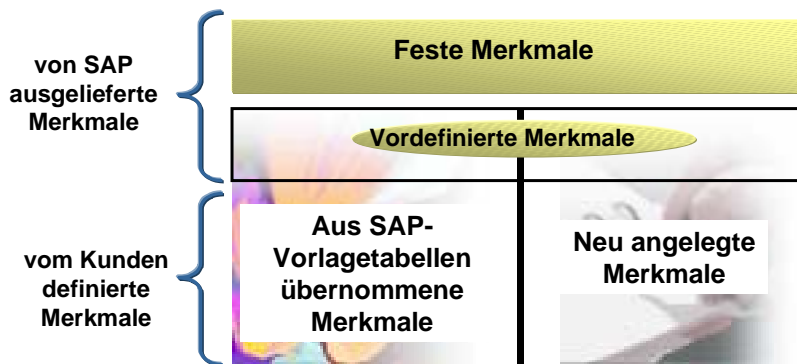 Feste Merkmale
von SAP
ausgelieferte
Merkmale
Vordefinierte Merkmale
vom Kunden
definierte
Merkmale
Aus SAP-
Vorlagetabellen
übernommene
Merkmale
Neu angelegte
Merkmale